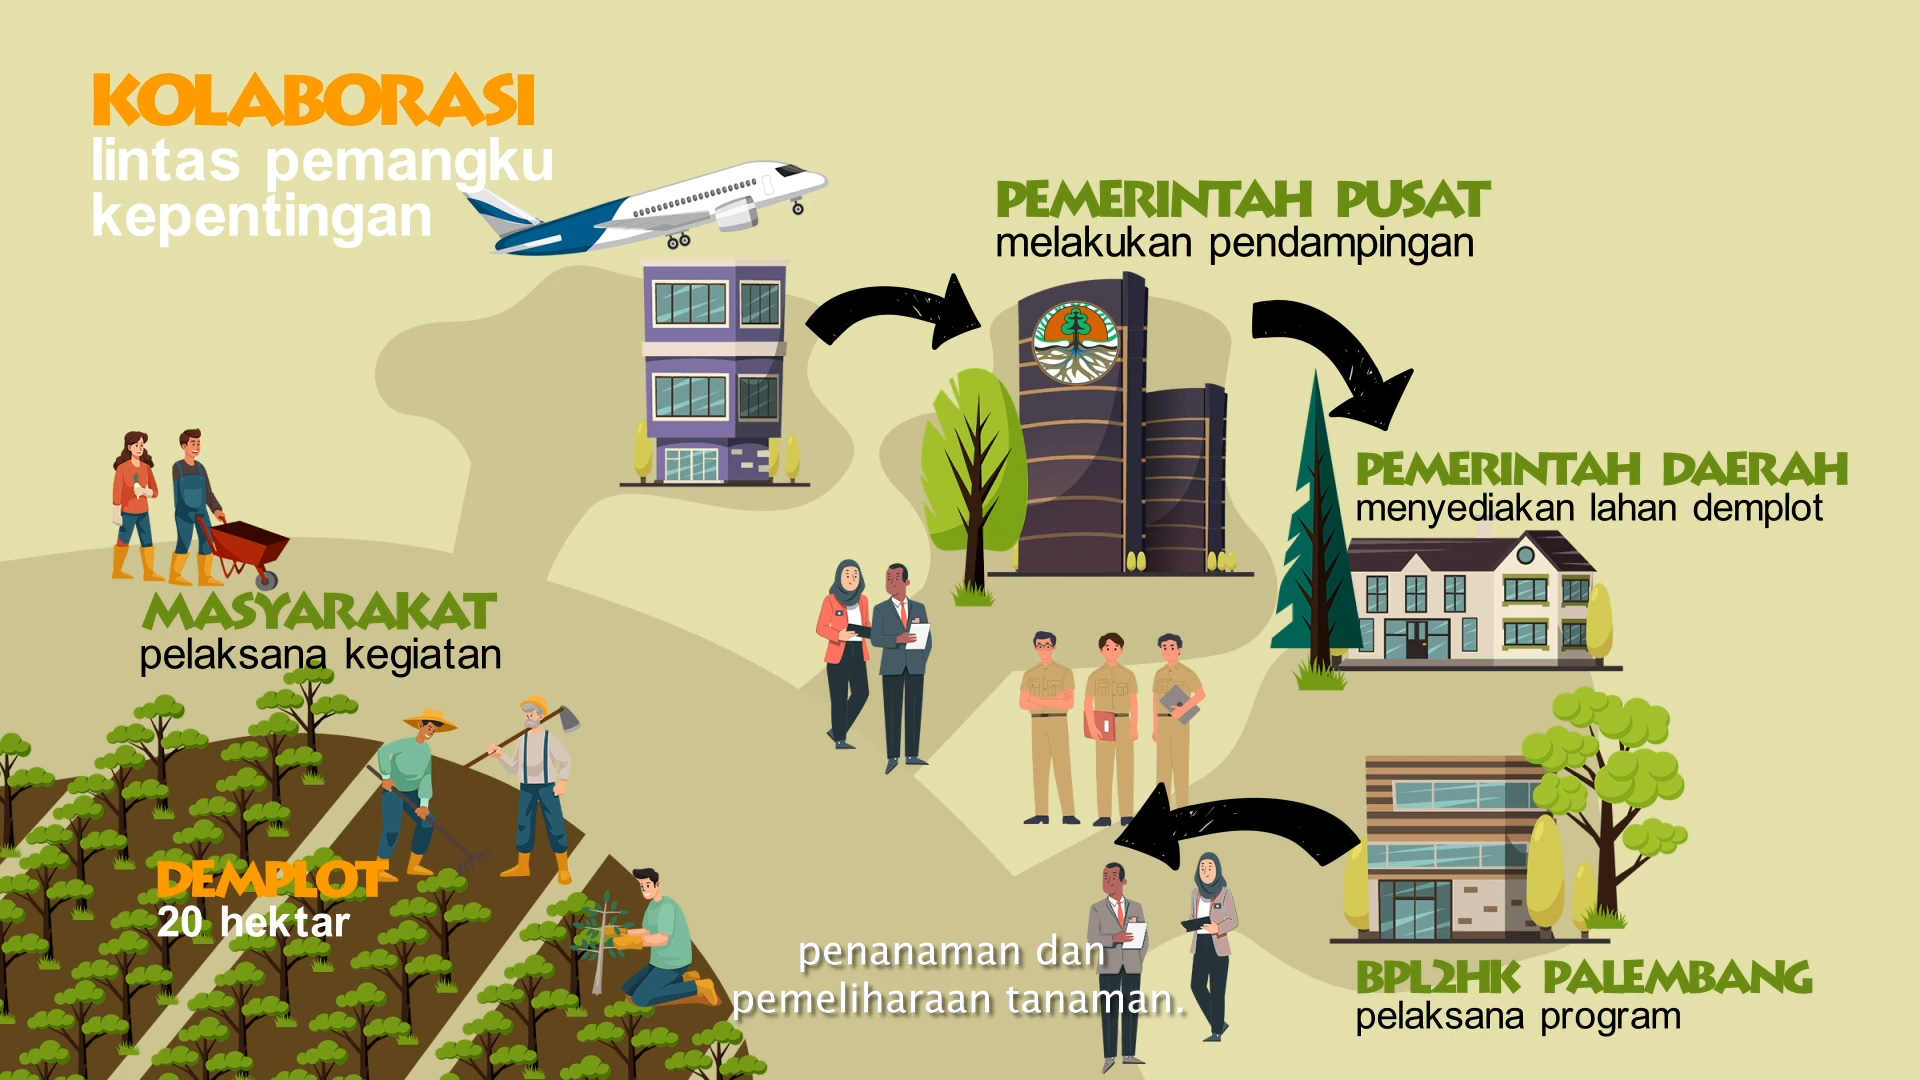 KOLABORASI
lintas pemangku
kepentingan
PEMERINTAH PUSAT
melakukan pendampingan
PEMERINTAH DAERAH
menyediakan lahan demplot
MASYARAKAT
pelaksana kegiatan
DEMPLOT
20 hektar
BPL2HK PALEMBANG
pelaksana program
penanaman dan
pemeliharaan tanaman.